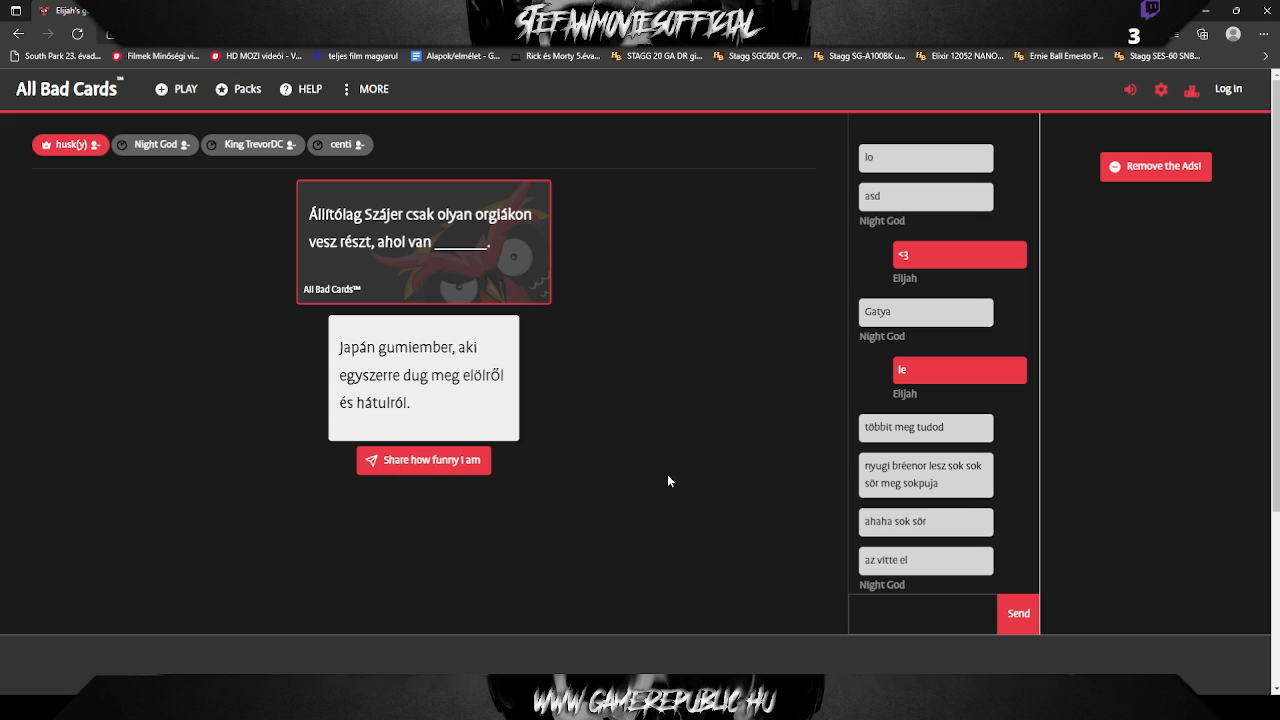 Elijah's g
STEFANMOVIESOFFICIAL
3
South Park 23. évad...
Filmek Minőségi vi...
HD MOZI videói - V...
teljes film magyarul
Alapok/elmélet - G...
Rick és Morty 5.éva...
STAGG 20 GA DR gi...
Stagg SGC6DL CPP...
Stagg SG-A100BK u...
Elixir 12052 NANO...
Ernie Ball Ernesto P...
Stagg SES-60 SNB...
All Bad Cards™
PLAY
Packs
HELP
MORE
Log In
husk(y)
Night God
King TrevorDC
centi
Állítólag Szájer csak olyan orgiákon
vesz részt, ahol van ______.
All Bad Cards™
Japán gumiember, aki
egyszerre dug meg elölről
és hátulról.
Share how funny I am
lo
asd
Night God
<3
Elijah
Gatya
Night God
le
Elijah
többit meg tudod
nyugi bréenor lesz sok sok
sör meg sokpuja
ahaha sok sör
az vitte el
Night God
Send
Remove the Ads!
WWW GAMEREPUBLIC.HU